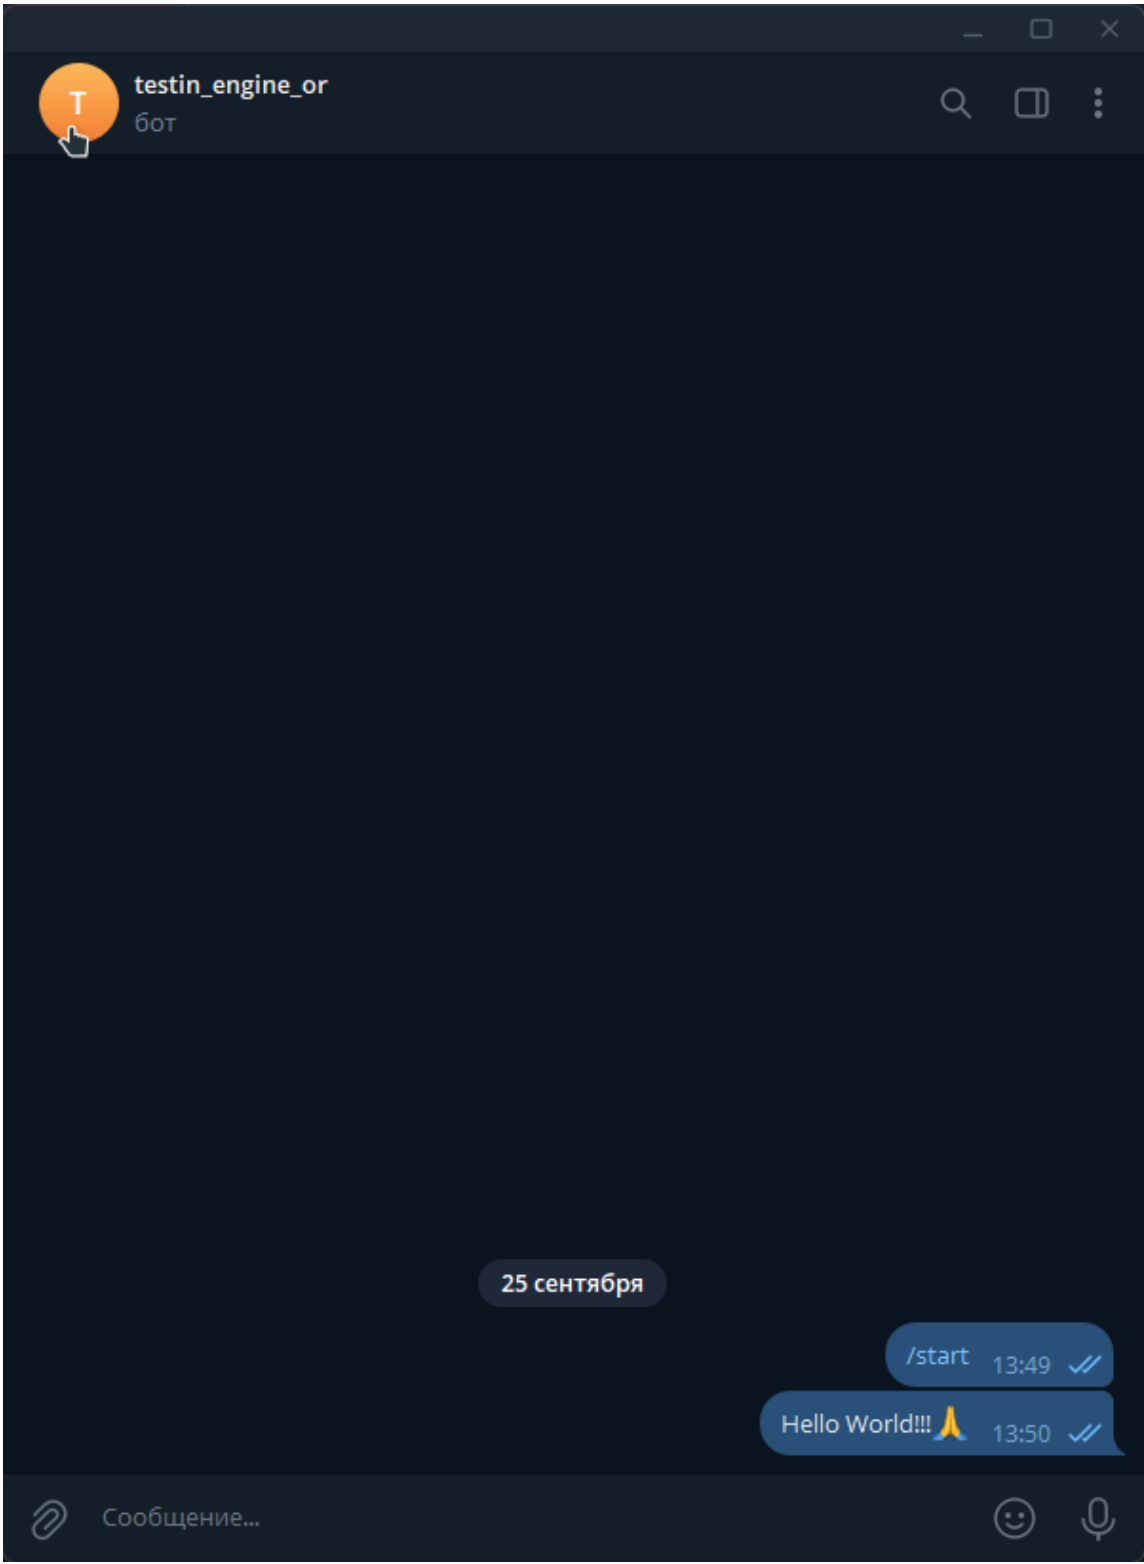 T
testin_engine_or
бот
25 сентября
/start 13:49
Hello World!!!🙏 13:50
Сообщение...